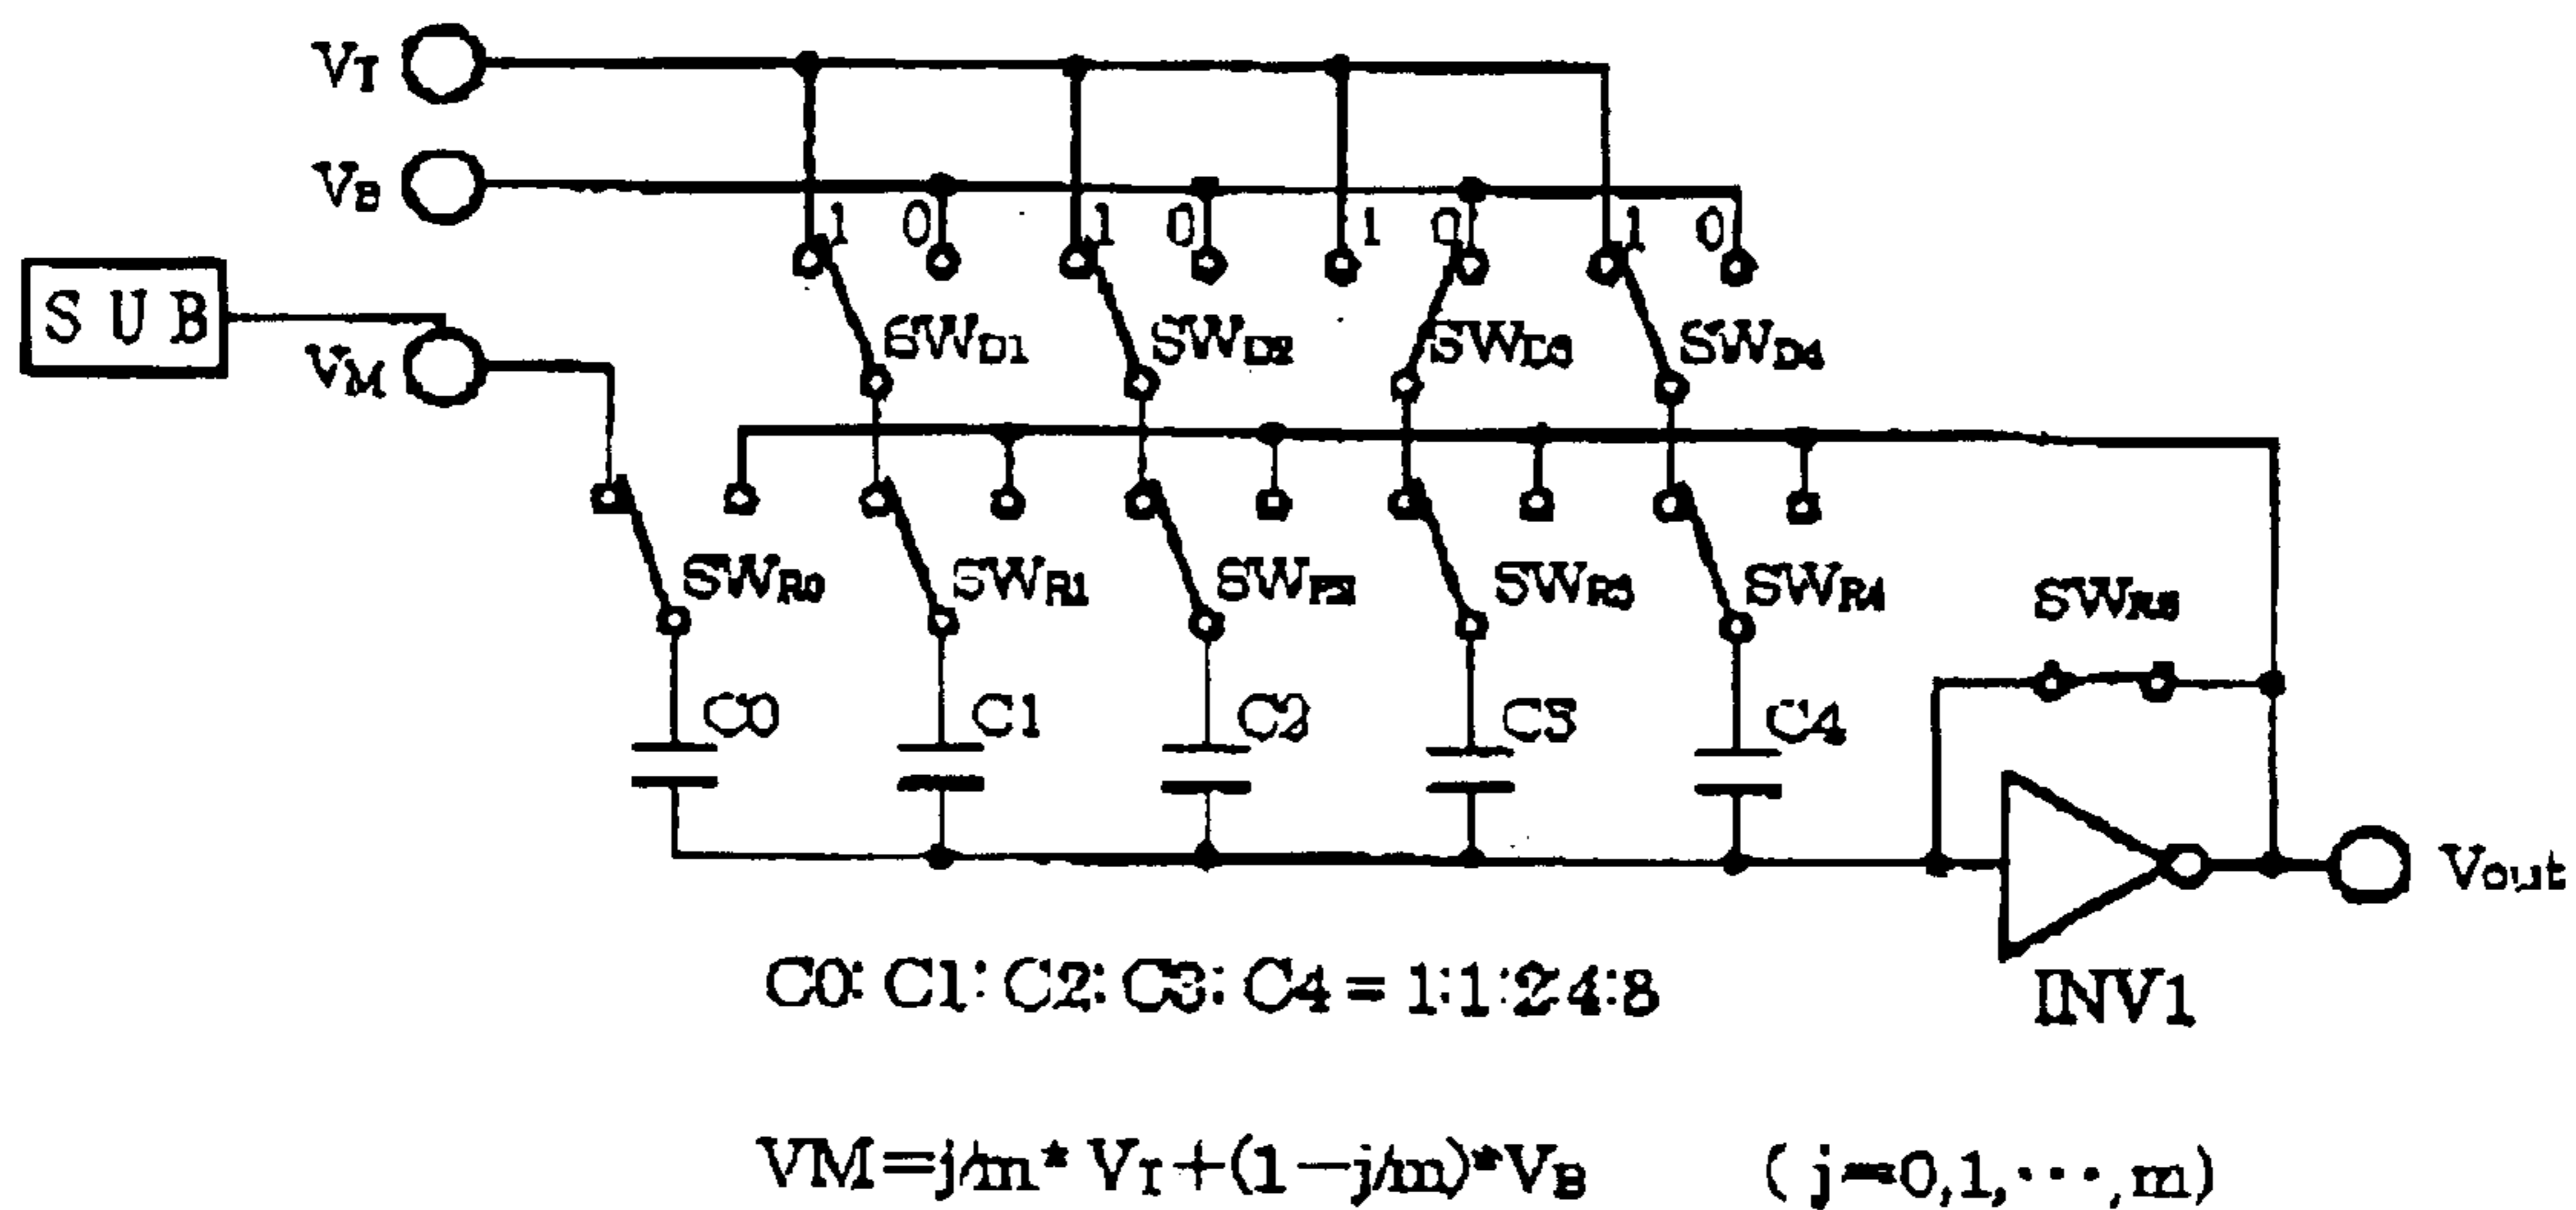 VI
VB
1 0 1 0 1 0 1 0
SUB
VM
SWD1 SWD2 SWD3 SWD4
SWR0 SWR1 SWR2 SWR3 SWR4
SWR5
C0 C1 C2 C3 C4
Vout
INV1
C0: C1: C2: C3: C4 = 1:1:2:4:8
VM=j/m* VI+(1-j/m)*VB ( j=0,1,···,m)